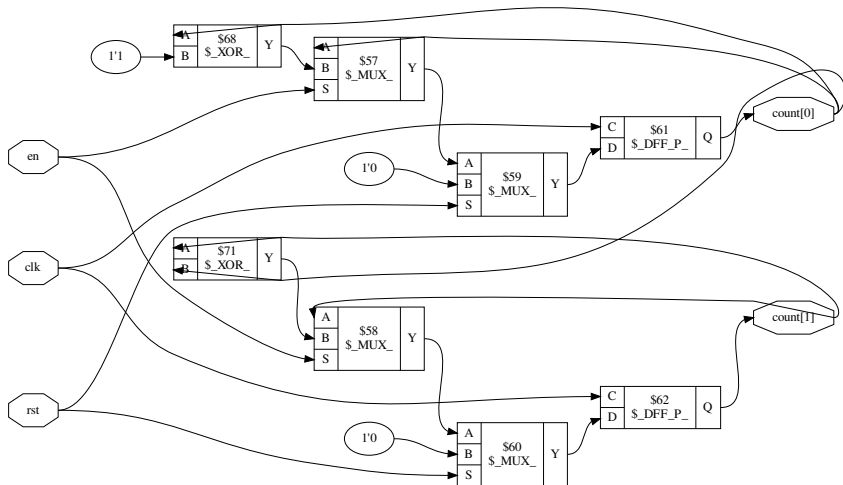 1'1
A
B
$68
$_XOR_
Y
A
B
S
$57
$_MUX_
Y
en
1'0
A
B
S
$59
$_MUX_
Y
C
D
$61
$_DFF_P_
Q
count[0]
clk
A
B
$71
$_XOR_
Y
A
B
S
$58
$_MUX_
Y
count[1]
rst
1'0
A
B
S
$60
$_MUX_
Y
C
D
$62
$_DFF_P_
Q